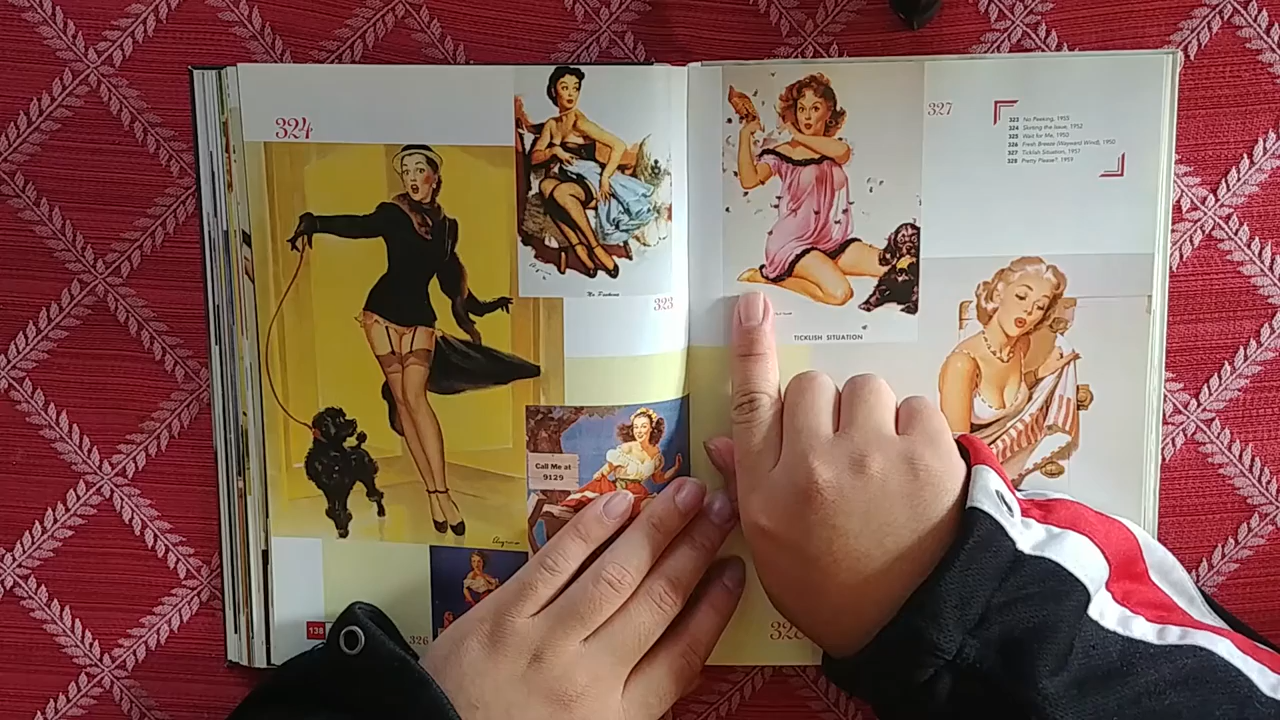 324
No Peeking
323
Call Me at
9129
138
326
TICKLISH SITUATION
327
323 No Peeking, 1955
324 Skirting the Issue, 1952
325 Wait for Me, 1950
326 Fresh Breeze (Wayward Wind), 1950
327 Ticklish Situation, 1957
328 Pretty Please?, 1959